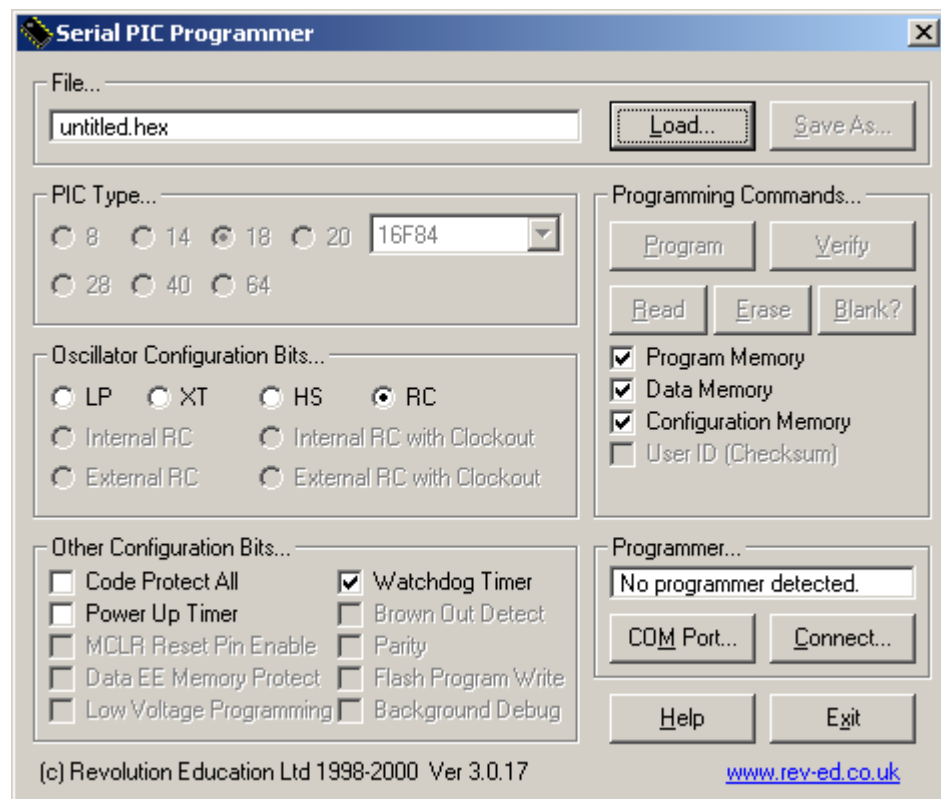 Serial PIC Programmer
File...
untitled.hex
Load...
Save As...
PIC Type...
8 14 18 20 16F84
28 40 64
Programming Commands...
Program Verify
Read Erase Blank?
Program Memory
Data Memory
Configuration Memory
User ID (Checksum)
Oscillator Configuration Bits...
LP XT HS RC
Internal RC Internal RC with Clockout
External RC External RC with Clockout
Other Configuration Bits...
Code Protect All Watchdog Timer
Power Up Timer Brown Out Detect
MCLR Reset Pin Enable Parity
Data EE Memory Protect Flash Program Write
Low Voltage Programming Background Debug
Programmer...
No programmer detected.
COM Port... Connect...
Help Exit
(c) Revolution Education Ltd 1998-2000 Ver 3.0.17
www.rev-ed.co.uk